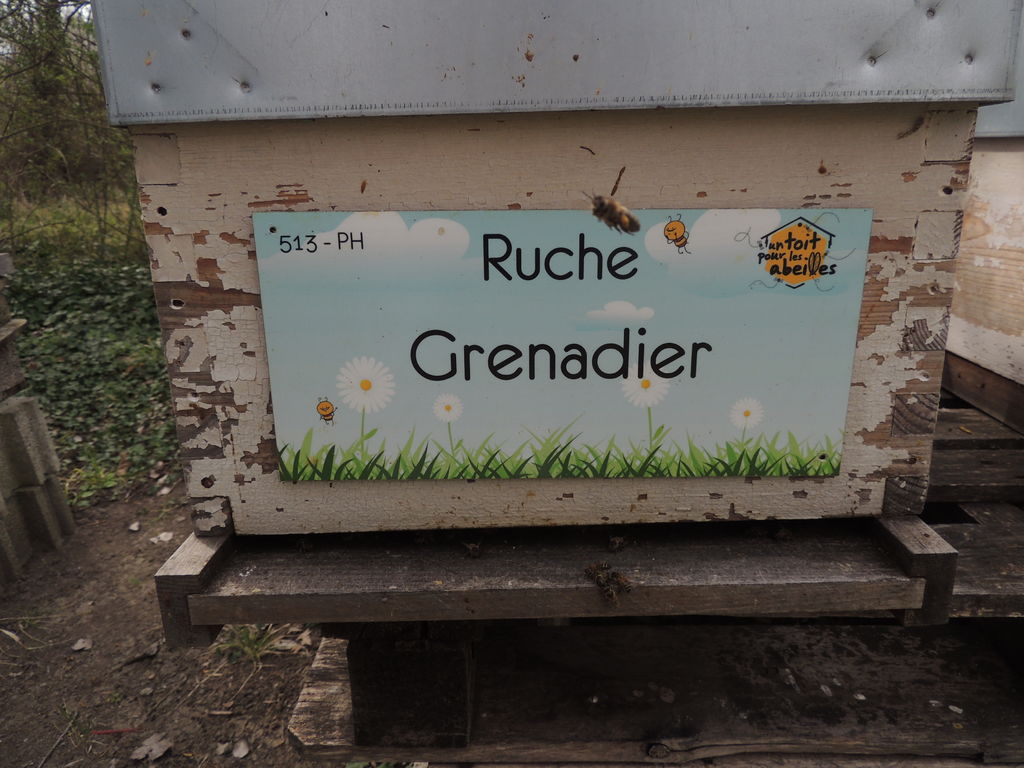 513 - PH
Ruche
Grenadier
un toit
pour les
abeilles